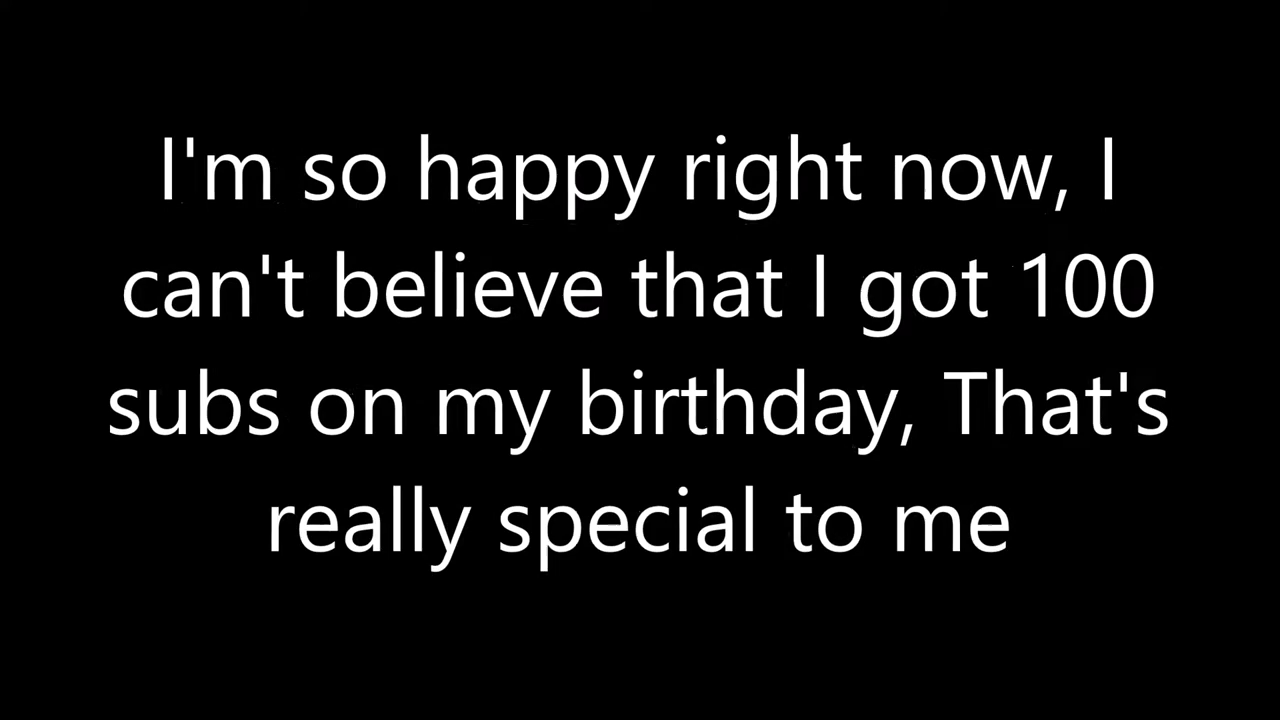 I'm so happy right now, I
can't believe that I got 100
subs on my birthday, That's
really special to me